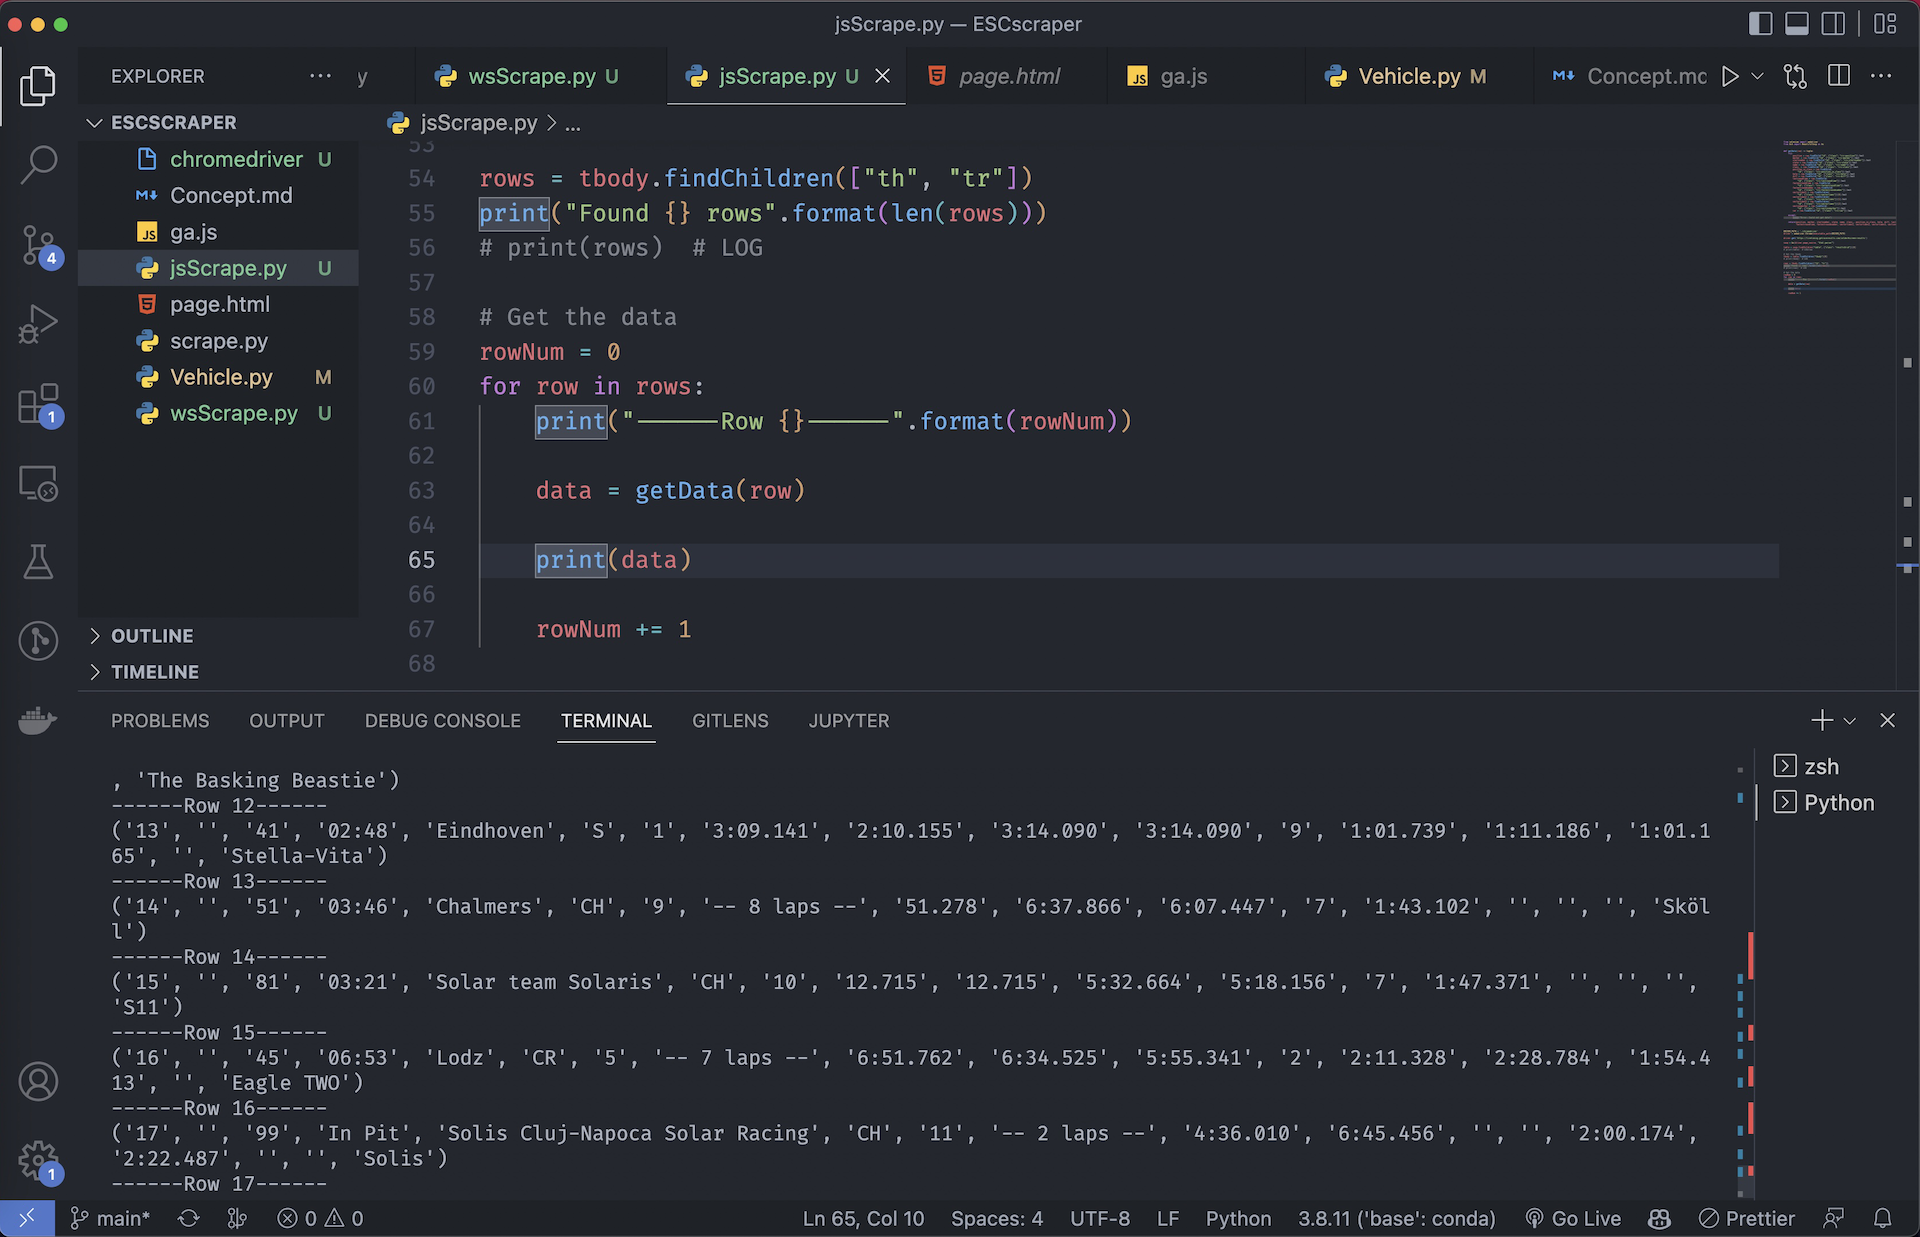 jsScrape.py — ESCscraper
EXPLORER
y
wsScrape.py U
jsScrape.py U
page.html
ga.js
Vehicle.py M
Concept.mc
ESCSCRAPER
jsScrape.py > ...
chromedriver U
Concept.md
ga.js
jsScrape.py U
page.html
scrape.py
Vehicle.py M
wsScrape.py U
OUTLINE
TIMELINE
4
1
53
54 rows = tbody.findChildren(["th", "tr"])
55 print("Found {} rows".format(len(rows)))
56 # print(rows)  # LOG
57
58 # Get the data
59 rowNum = 0
60 for row in rows:
61 print("------Row {}------".format(rowNum))
62
63 data = getData(row)
64
65 print(data)
66
67 rowNum += 1
68
PROBLEMS OUTPUT DEBUG CONSOLE TERMINAL GITLENS JUPYTER
zsh
Python
, 'The Basking Beastie')
------Row 12------
('13', '', '41', '02:48', 'Eindhoven', 'S', '1', '3:09.141', '2:10.155', '3:14.090', '3:14.090', '9', '1:01.739', '1:11.186', '1:01.1
65', '', 'Stella-Vita')
------Row 13------
('14', '', '51', '03:46', 'Chalmers', 'CH', '9', '-- 8 laps --', '51.278', '6:37.866', '6:07.447', '7', '1:43.102', '', '', '', 'Sköl
l')
------Row 14------
('15', '', '81', '03:21', 'Solar team Solaris', 'CH', '10', '12.715', '12.715', '5:32.664', '5:18.156', '7', '1:47.371', '', '', '',
'S11')
------Row 15------
('16', '', '45', '06:53', 'Lodz', 'CR', '5', '-- 7 laps --', '6:51.762', '6:34.525', '5:55.341', '2', '2:11.328', '2:28.784', '1:54.4
13', '', 'Eagle TWO')
------Row 16------
('17', '', '99', 'In Pit', 'Solis Cluj-Napoca Solar Racing', 'CH', '11', '-- 2 laps --', '4:36.010', '6:45.456', '', '', '2:00.174',
'2:22.487', '', '', 'Solis')
------Row 17------
1
main* 0 0 Ln 65, Col 10 Spaces: 4 UTF-8 LF Python 3.8.11 ('base': conda) Go Live Prettier